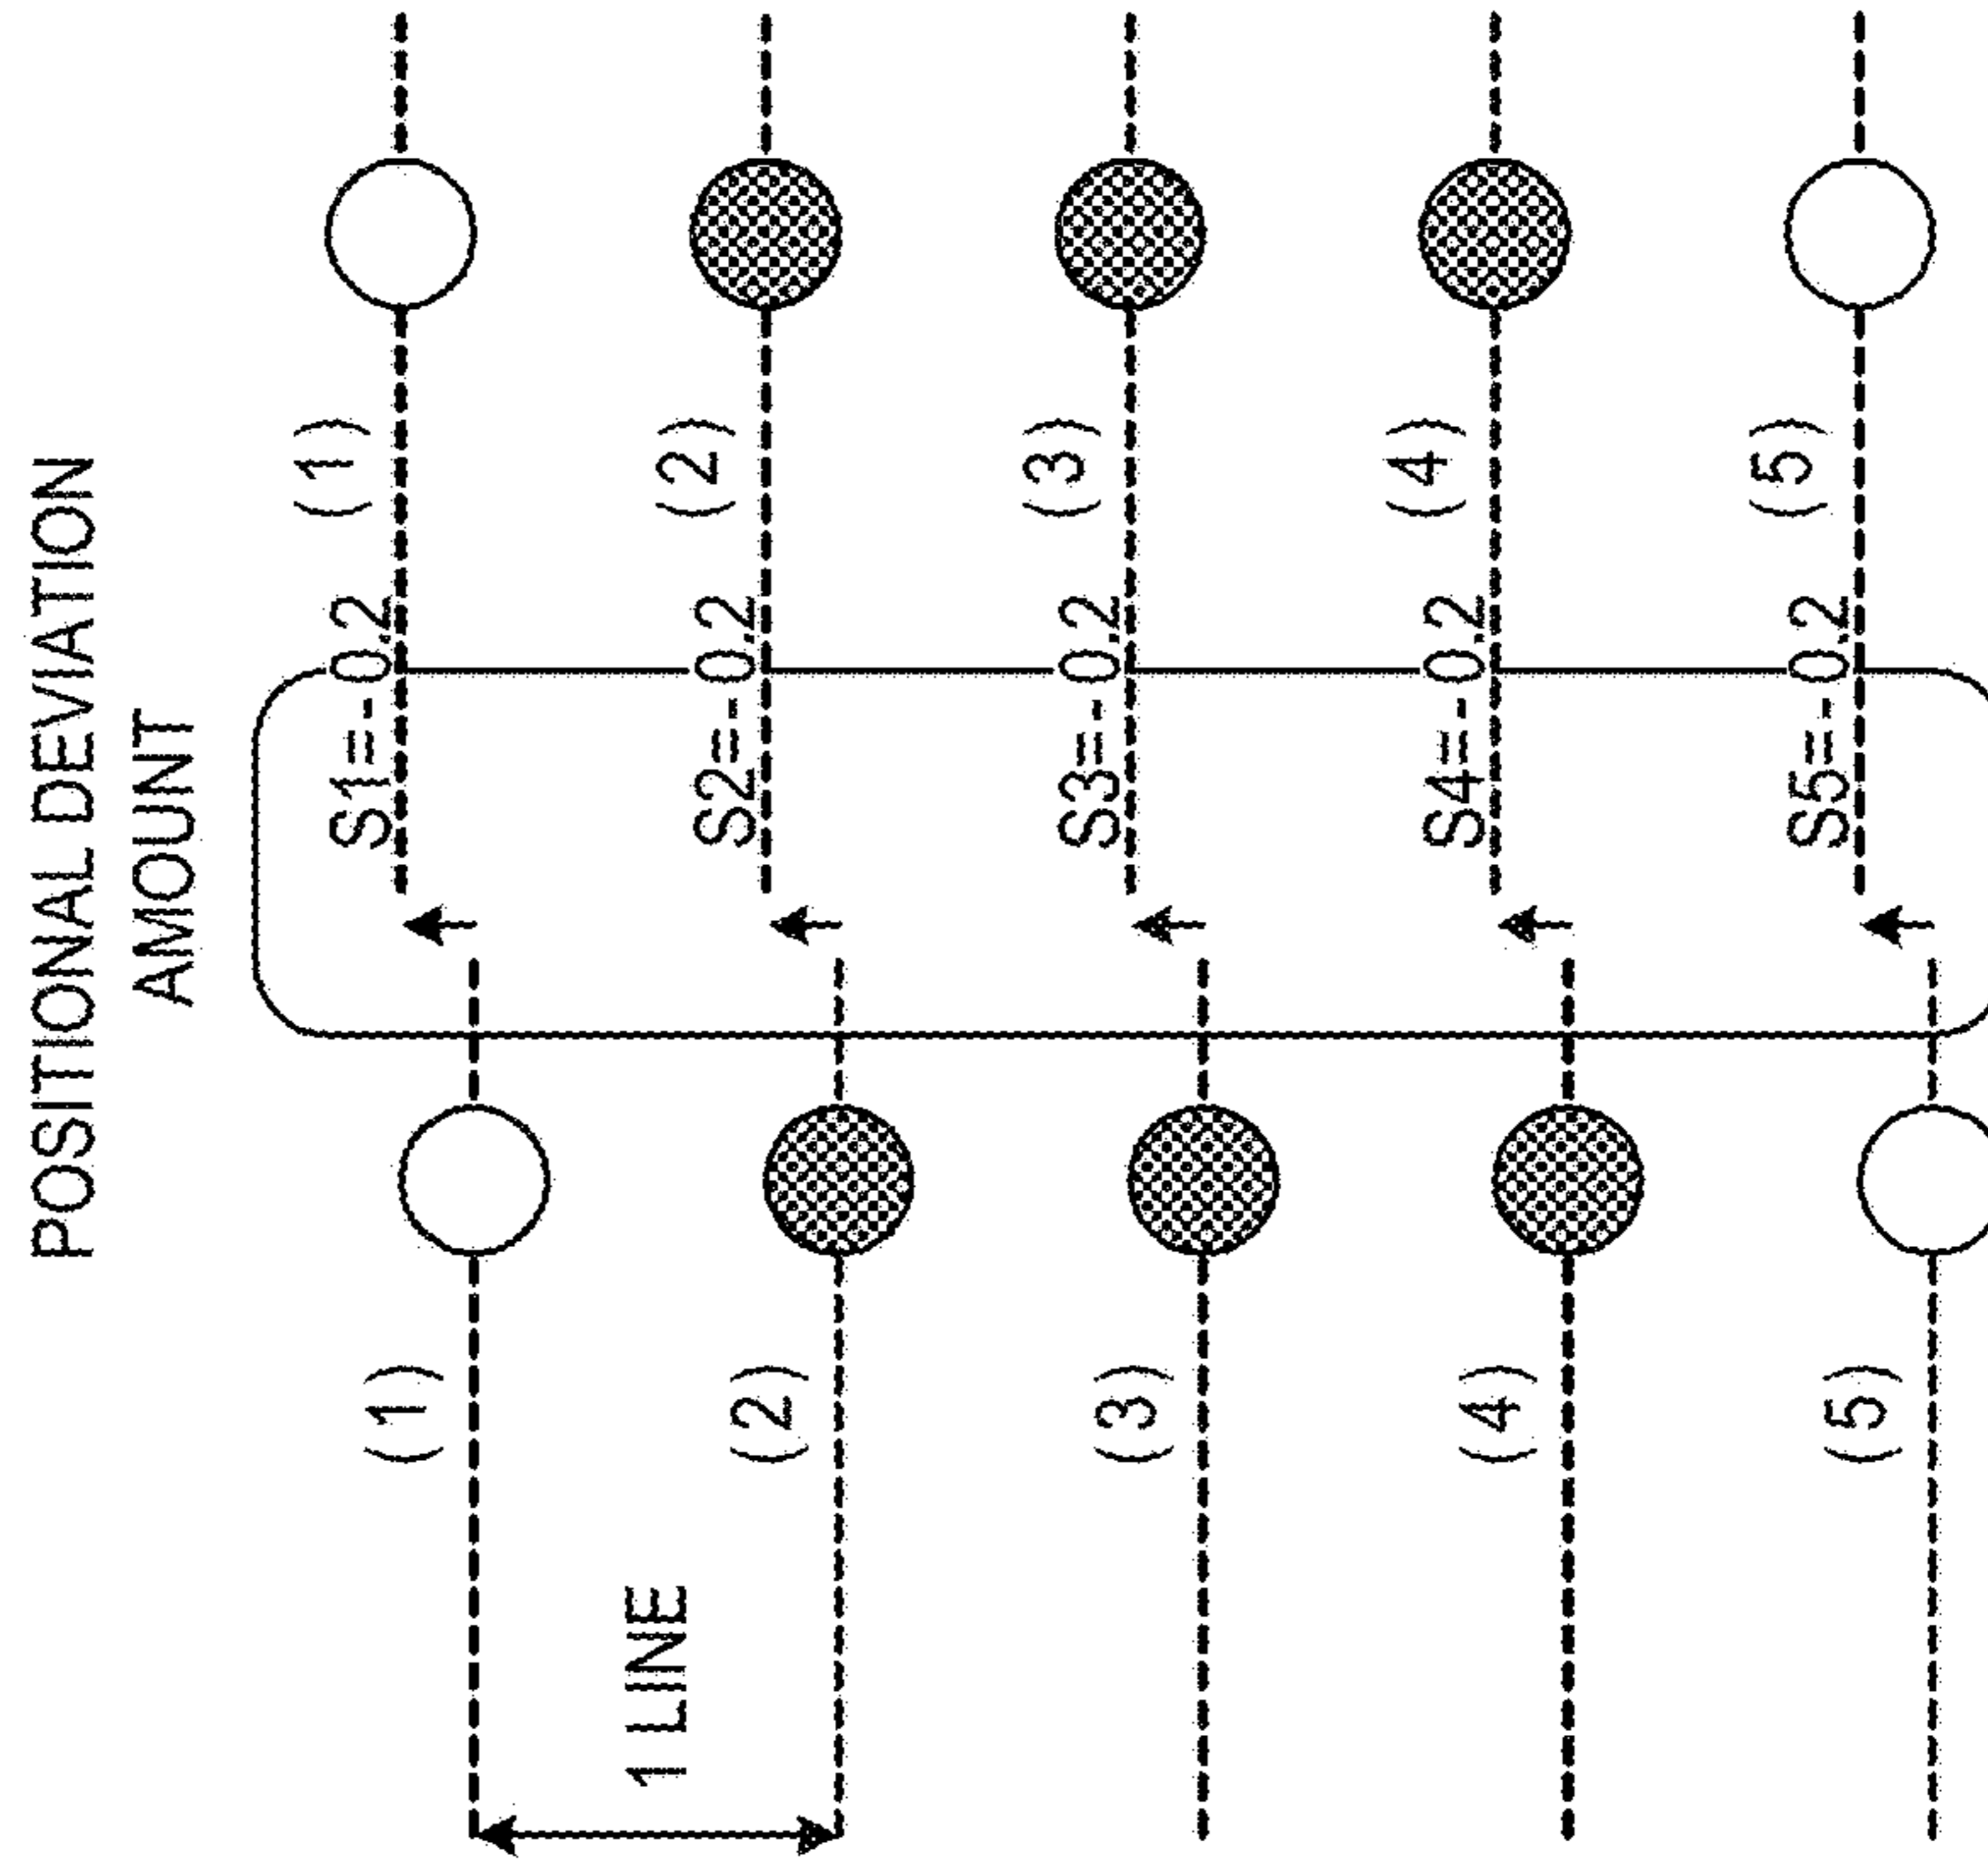 POSITIONAL DEVIATION
AMOUNT
(1) S1=-0.2 (1)
1 LINE
(2) S2=-0.2 (2)
(3) S3=-0.2 (3)
(4) S4=-0.2 (4)
(5) S5=-0.2 (5)